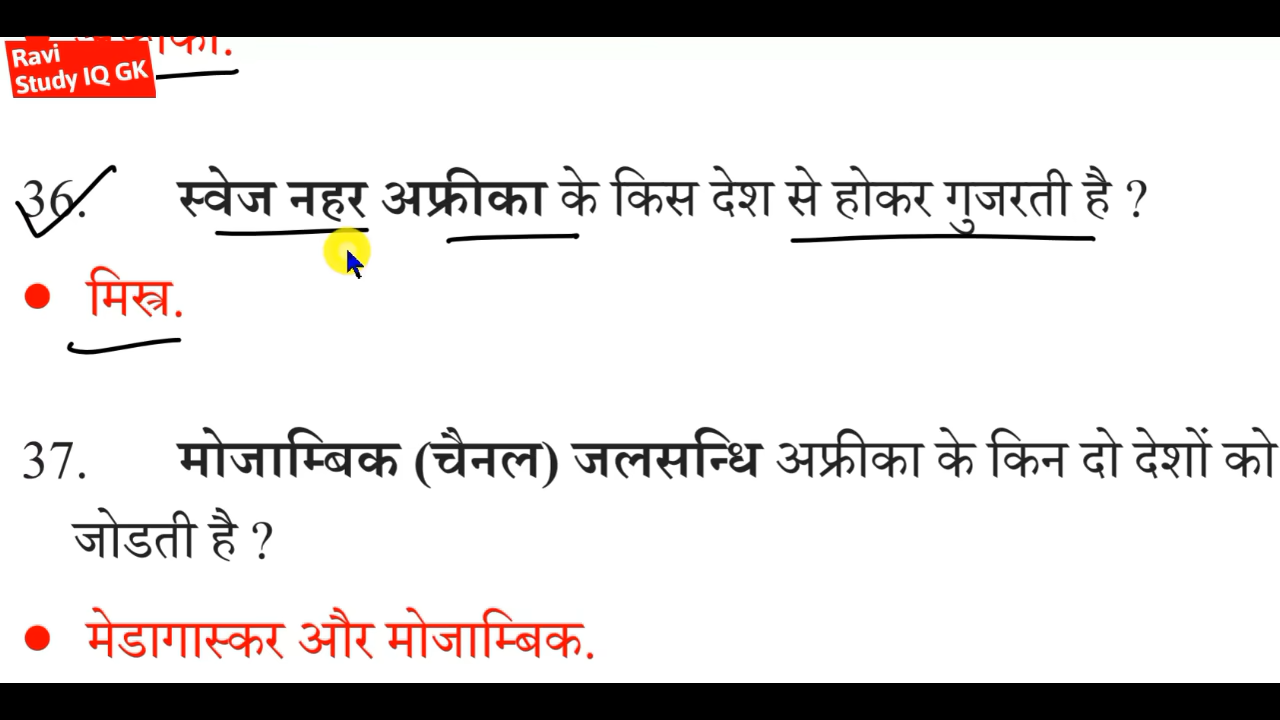 Ravi
Study IQ GK
36. स्वेज नहर अफ्रीका के किस देश से होकर गुजरती है ?
• मिस्त्र.
37. मोजाम्बिक (चैनल) जलसन्धि अफ्रीका के किन दो देशों को
जोडती है ?
• मेडागास्कर और मोजाम्बिक.